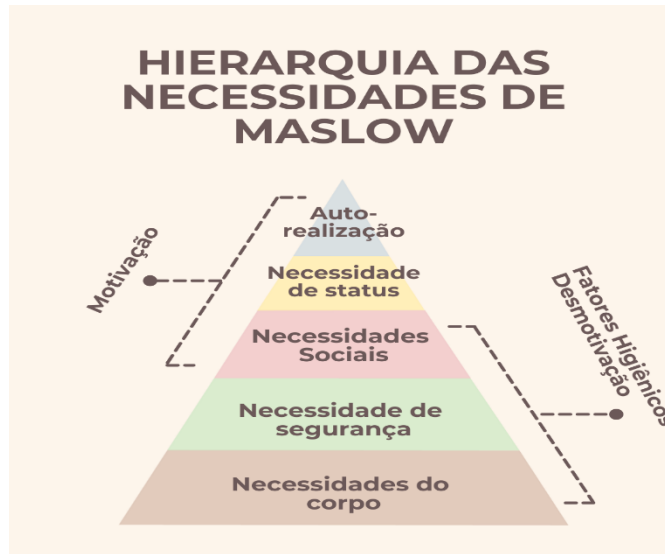 HIERARQUIA DAS
NECESSIDADES DE
MASLOW
Auto-
realização
Motivação
Necessidade
de status
Fatores Higiênicos
Desmotivação
Necessidades
Sociais
Necessidade de
segurança
Necessidades do
corpo